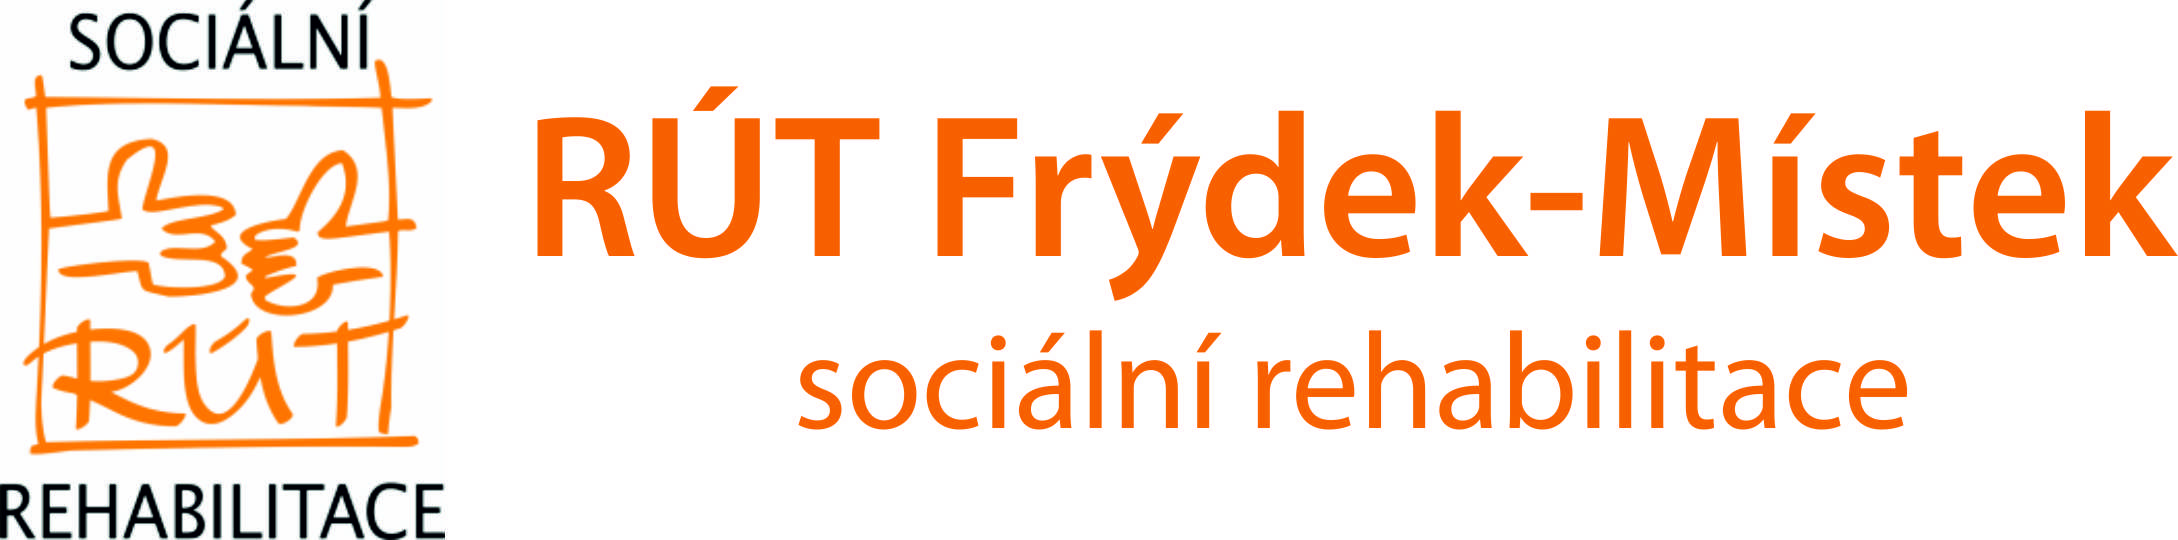 SOCIÁLNÍ
RÚT
REHABILITACE
RÚT Frýdek-Místek
sociální rehabilitace